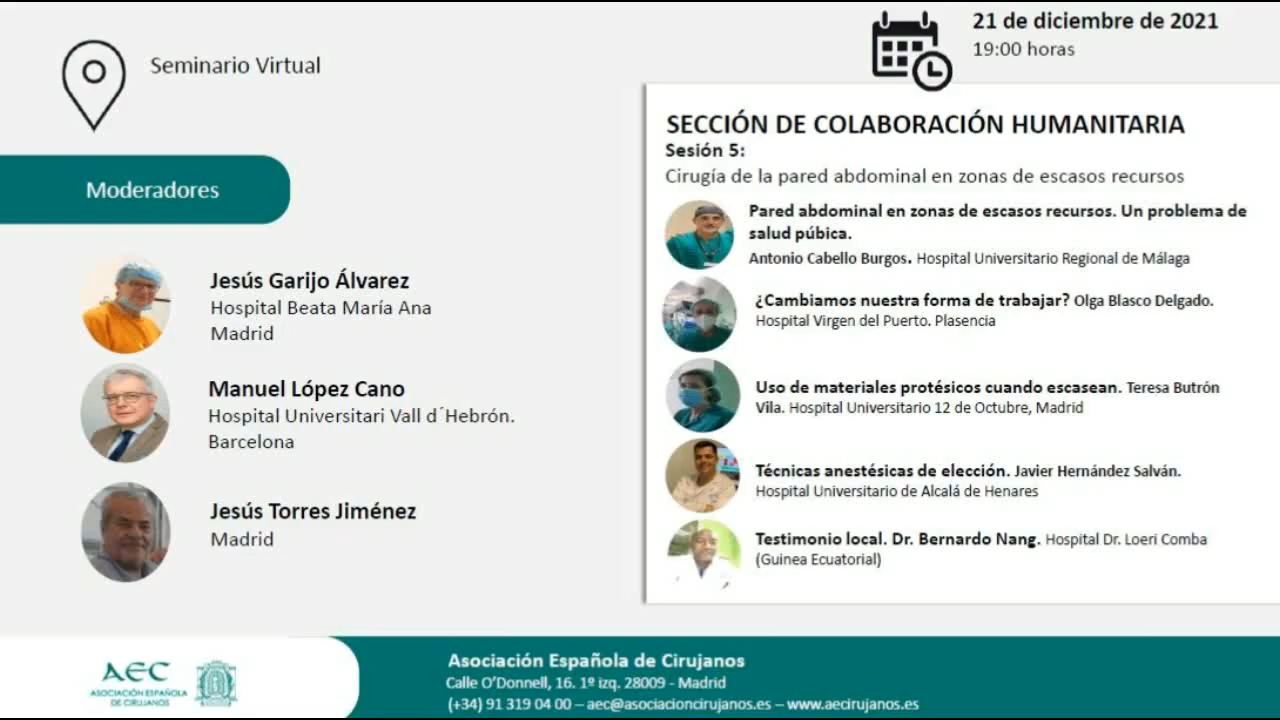 Seminario Virtual
21 de diciembre de 2021
19:00 horas
Moderadores
Jesús Garijo Álvarez
Hospital Beata María Ana
Madrid
Manuel López Cano
Hospital Universitari Vall d´Hebrón.
Barcelona
Jesús Torres Jiménez
Madrid
SECCIÓN DE COLABORACIÓN HUMANITARIA
Sesión 5:
Cirugía de la pared abdominal en zonas de escasos recursos
Pared abdominal en zonas de escasos recursos. Un problema de
salud púbica.
Antonio Cabello Burgos. Hospital Universitario Regional de Málaga
¿Cambiamos nuestra forma de trabajar? Olga Blasco Delgado.
Hospital Virgen del Puerto. Plasencia
Uso de materiales protésicos cuando escasean. Teresa Butrón
Vila. Hospital Universitario 12 de Octubre, Madrid
Técnicas anestésicas de elección. Javier Hernández Salván.
Hospital Universitario de Alcalá de Henares
Testimonio local. Dr. Bernardo Nang. Hospital Dr. Loeri Comba
(Guinea Ecuatorial)
AEC
ASOCIACIÓN ESPAÑOLA
DE CIRUJANOS
Asociación Española de Cirujanos
Calle O’Donnell, 16. 1º izq. 28009 - Madrid
(+34) 91 319 04 00 – aec@asociacioncirujanos.es – www.aecirujanos.es